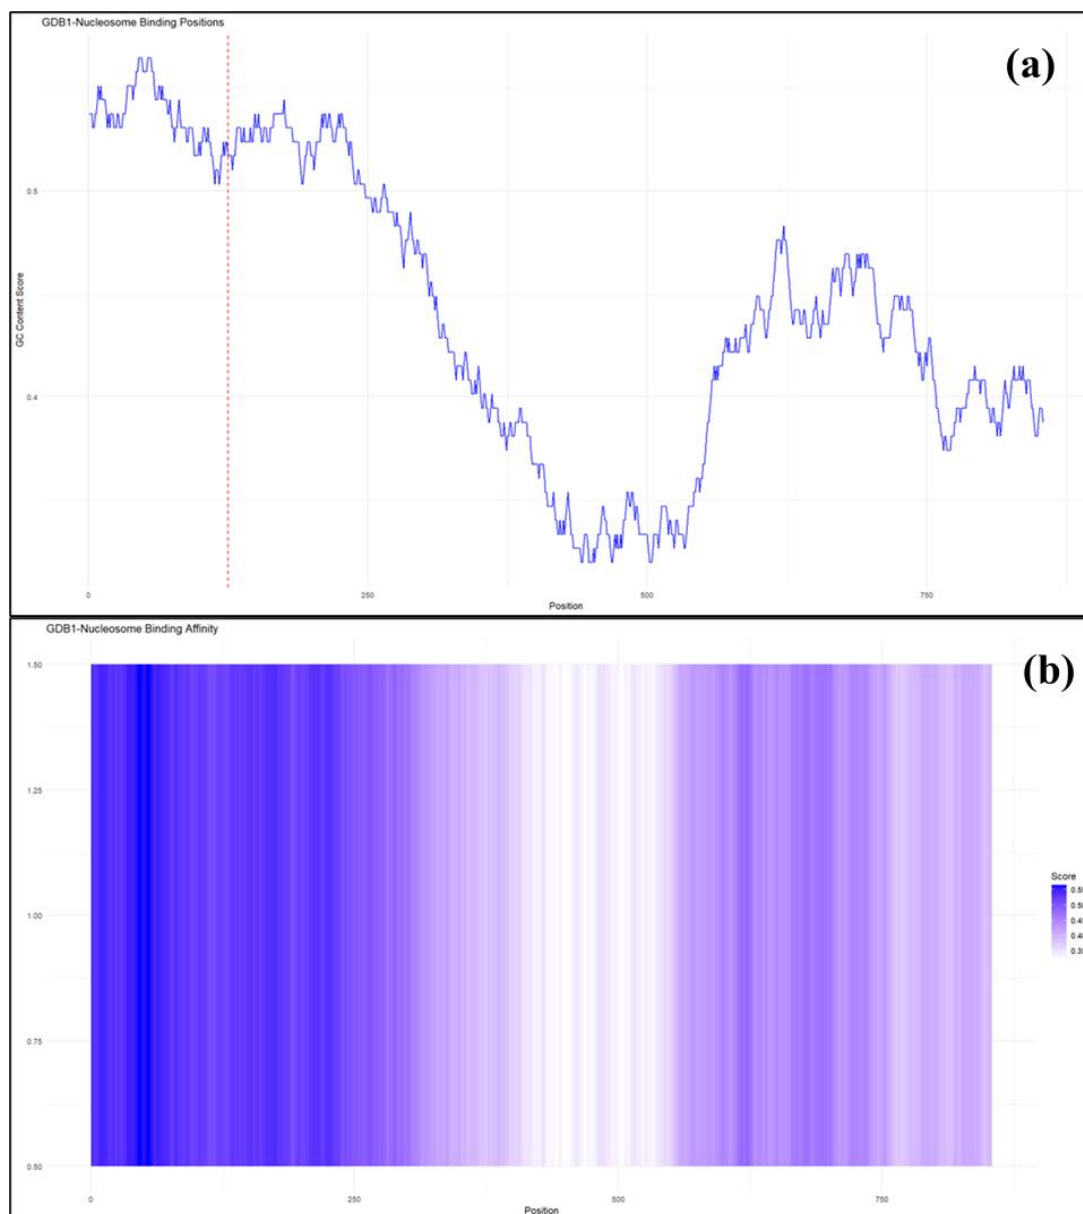 GDB1-Nucleosome Binding Positions
(a)
GC Content Score
0.5
0.4
0
250
500
750
Position
GDB1-Nucleosome Binding Affinity
(b)
1.50
1.25
1.00
0.75
0.50
0
250
500
750
Position
Score